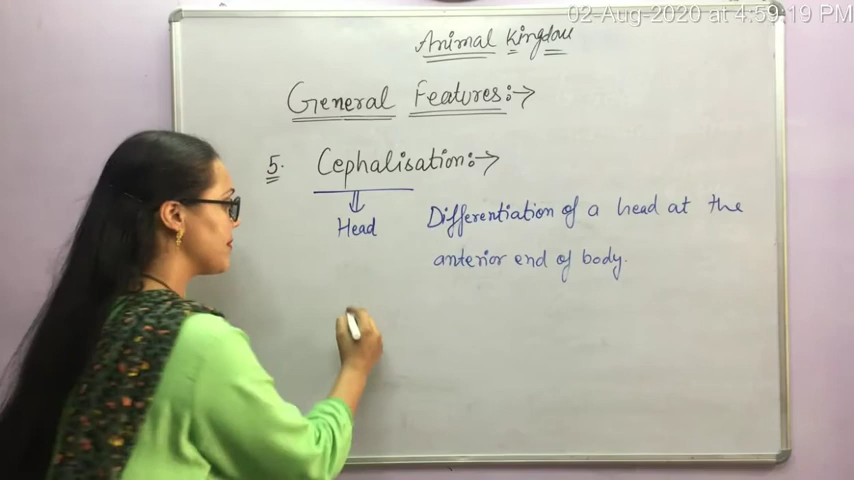 02-Aug-2020 at 4:59:19 PM
Animal Kingdom
General Features:→
5. Cephalisation:→
⇓
Head
Differentiation of a head at the
anterior end of body.